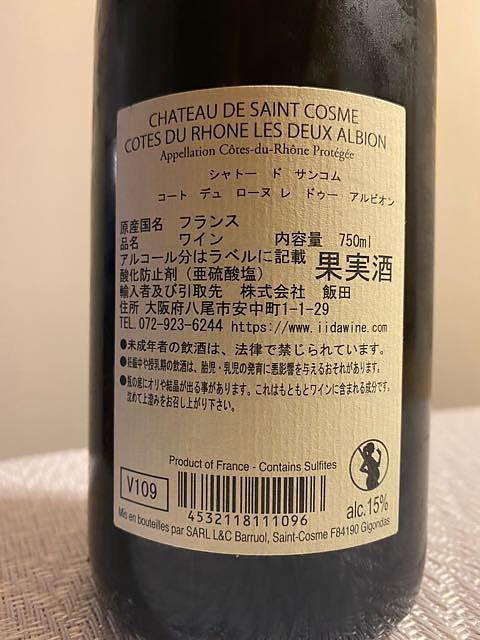 CHATEAU DE SAINT COSME
COTES DU RHONE LES DEUX ALBION
Appellation Côtes-du-Rhône Protégée
シャトー ド サンコム
コート デュ ローヌ レ ドゥー アルビオン
原産国名 フランス
品名 ワイン 内容量 750ml
アルコール分はラベルに記載
酸化防止剤（亜硫酸塩） 果実酒
輸入者及び引取先 株式会社 飯田
住所 大阪府八尾市安中町1-1-29
TEL.072-923-6244 https://www.iidawine.com
●未成年者の飲酒は、法律で禁じられています。
●妊娠中や授乳期の飲酒は、胎児・乳児の発育に悪影響を与えるおそれがあります。
●瓶の底にオリや結晶が出る事があります。これはもともとワインに含まれる成分です。
沈めて上澄みをお召し上がり下さい。
Product of France - Contains Sulfites
V109
4532118111096
alc.15%
Mis en bouteilles par SARL L&C Barruol, Saint-Cosme F84190 Gigondas